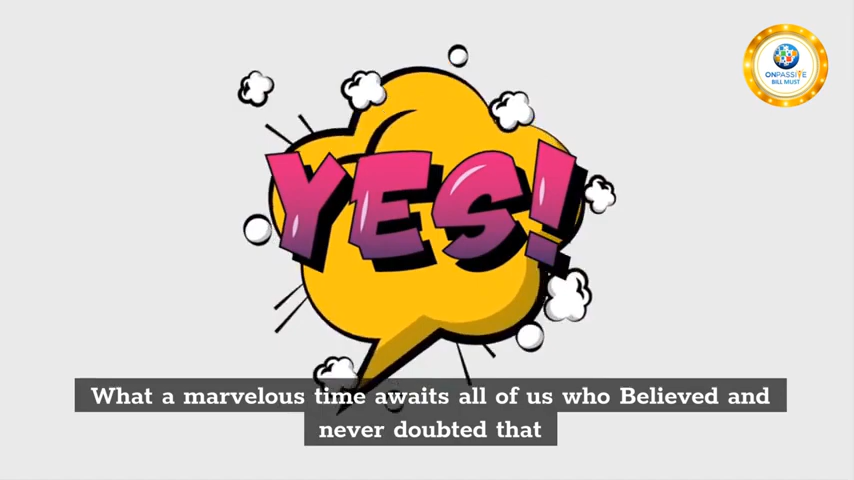 ONPASSIVE
BILL MUST
YES!
What a marvelous time awaits all of us who Believed and
never doubted that